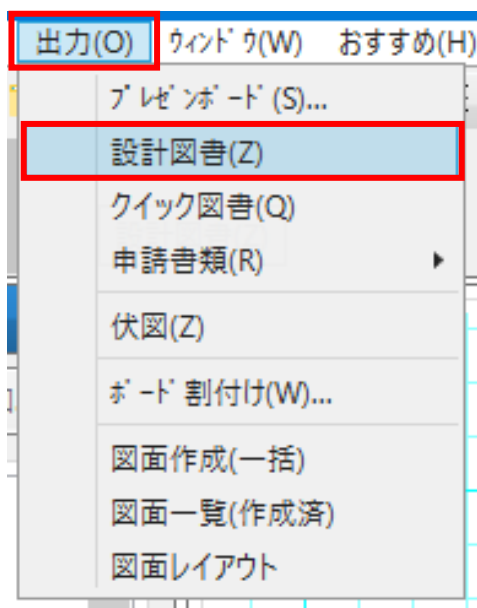 出力(O) ｳｨﾝﾄﾞｳ(W) おすすめ(H)
ﾌﾟﾚｾﾞﾝﾎﾞｰﾄﾞ(S)...
設計図書(Z)
クイック図書(Q)
申請書類(R)
伏図(Z)
ﾎﾞｰﾄﾞ割付け(W)...
図面作成(一括)
図面一覧(作成済)
図面レイアウト